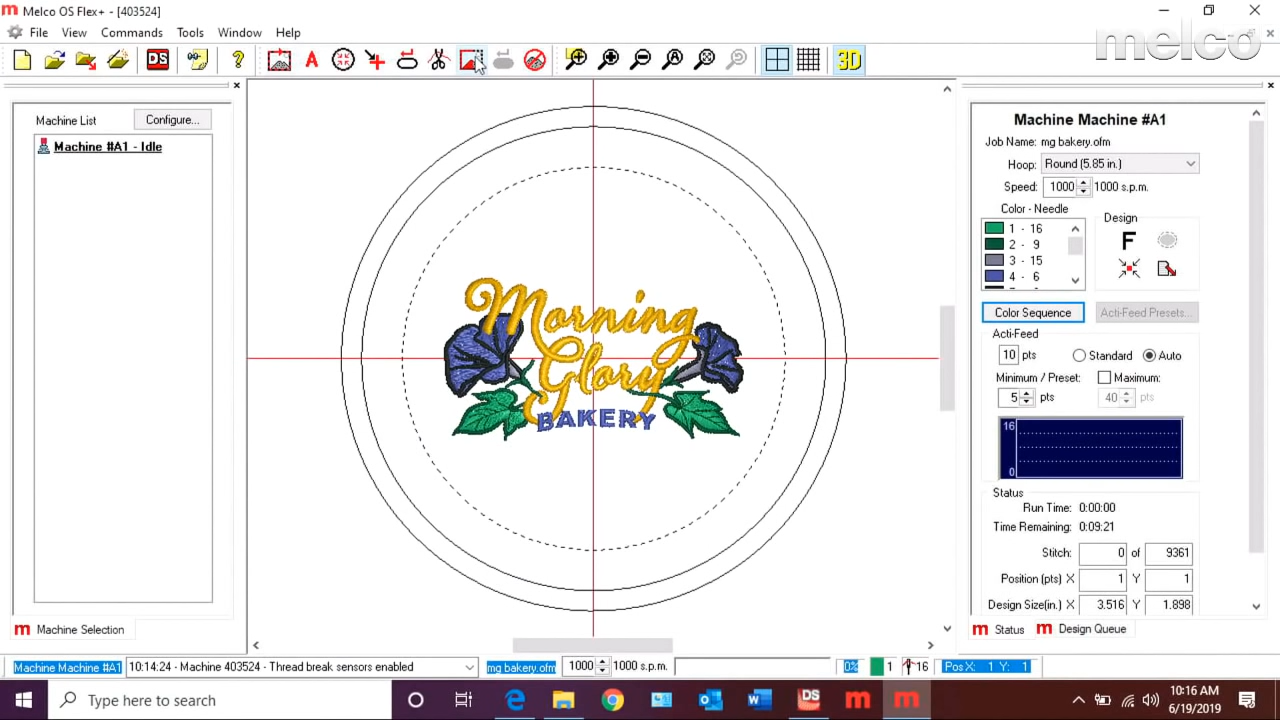 Melco OS Flex+ - [403524]
File View Commands Tools Window Help
melco
DS A ? 3D
Machine List Configure...
Machine #A1 - Idle
Machine Selection
Morning
Glory
BAKERY
Machine Machine #A1
Job Name: mg bakery.ofm
Hoop: Round (5.85 in.)
Speed: 1000 1000 s.p.m.
Color - Needle
1 - 16
2 - 9
3 - 15
4 - 6
Design
F
Color Sequence Acti-Feed Presets...
Acti-Feed
10 pts Standard Auto
Minimum / Preset: Maximum:
5 pts 40 pts
16
0
Status
Run Time: 0:00:00
Time Remaining: 0:09:21
Stitch: 0 of 9361
Position (pts) X 1 Y 1
Design Size(in.) X 3.516 Y 1.898
m Status m Design Queue
Machine Machine #A1 10:14:24 - Machine 403524 - Thread break sensors enabled mg bakery.ofm 1000 1000 s.p.m. 0% 1 16 Pos X: 1 Y: 1
Type here to search
10:16 AM
6/19/2019